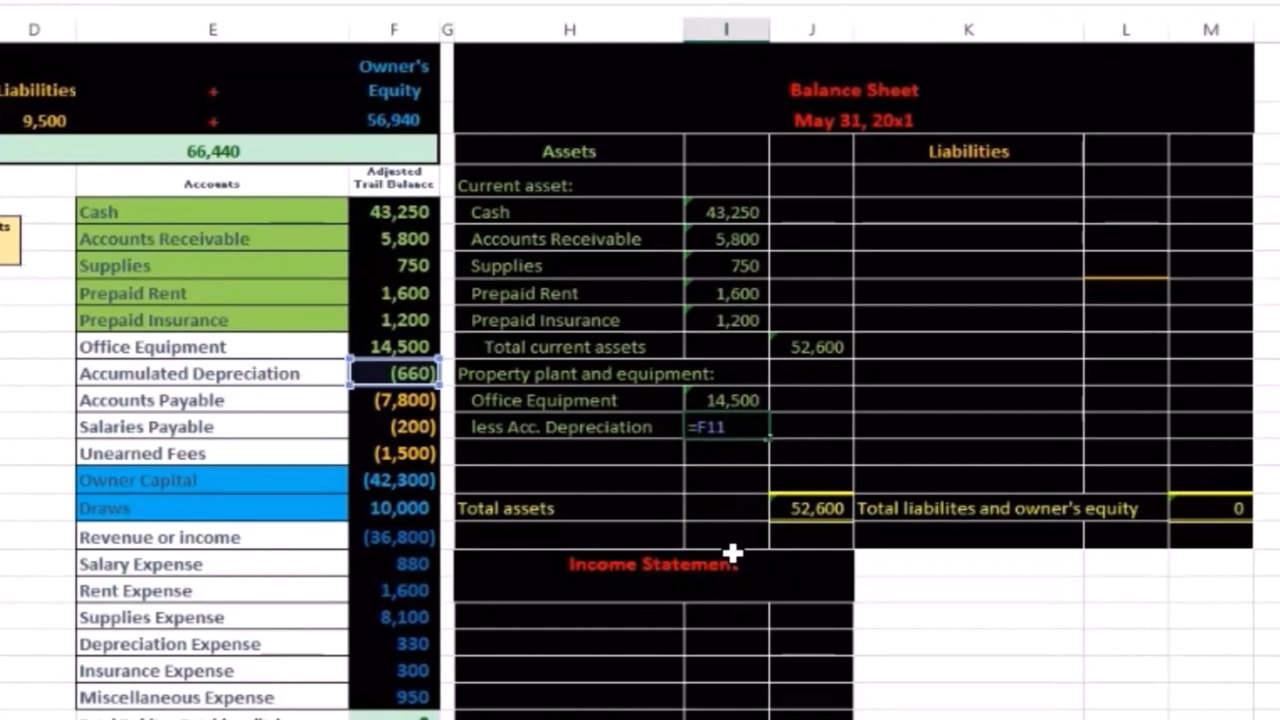 D E F G H I J K L M
Liabilities + Owner's Equity
9,500 + 56,940
66,440
Balance Sheet
May 31, 20x1
Accounts Adjusted Trail Balance
Assets Liabilities
Current asset:
Cash 43,250 Cash 43,250
Accounts Receivable 5,800 Accounts Receivable 5,800
Supplies 750 Supplies 750
Prepaid Rent 1,600 Prepaid Rent 1,600
Prepaid Insurance 1,200 Prepaid Insurance 1,200
Office Equipment 14,500 Total current assets 52,600
Accumulated Depreciation (660) Property plant and equipment:
Accounts Payable (7,800) Office Equipment 14,500
Salaries Payable (200) less Acc. Depreciation =F11
Unearned Fees (1,500)
Owner Capital (42,300)
Draws 10,000 Total assets 52,600 Total liabilites and owner's equity 0
Revenue or income (36,800)
Salary Expense 880 Income Statement
Rent Expense 1,600
Supplies Expense 8,100
Depreciation Expense 330
Insurance Expense 300
Miscellaneous Expense 950